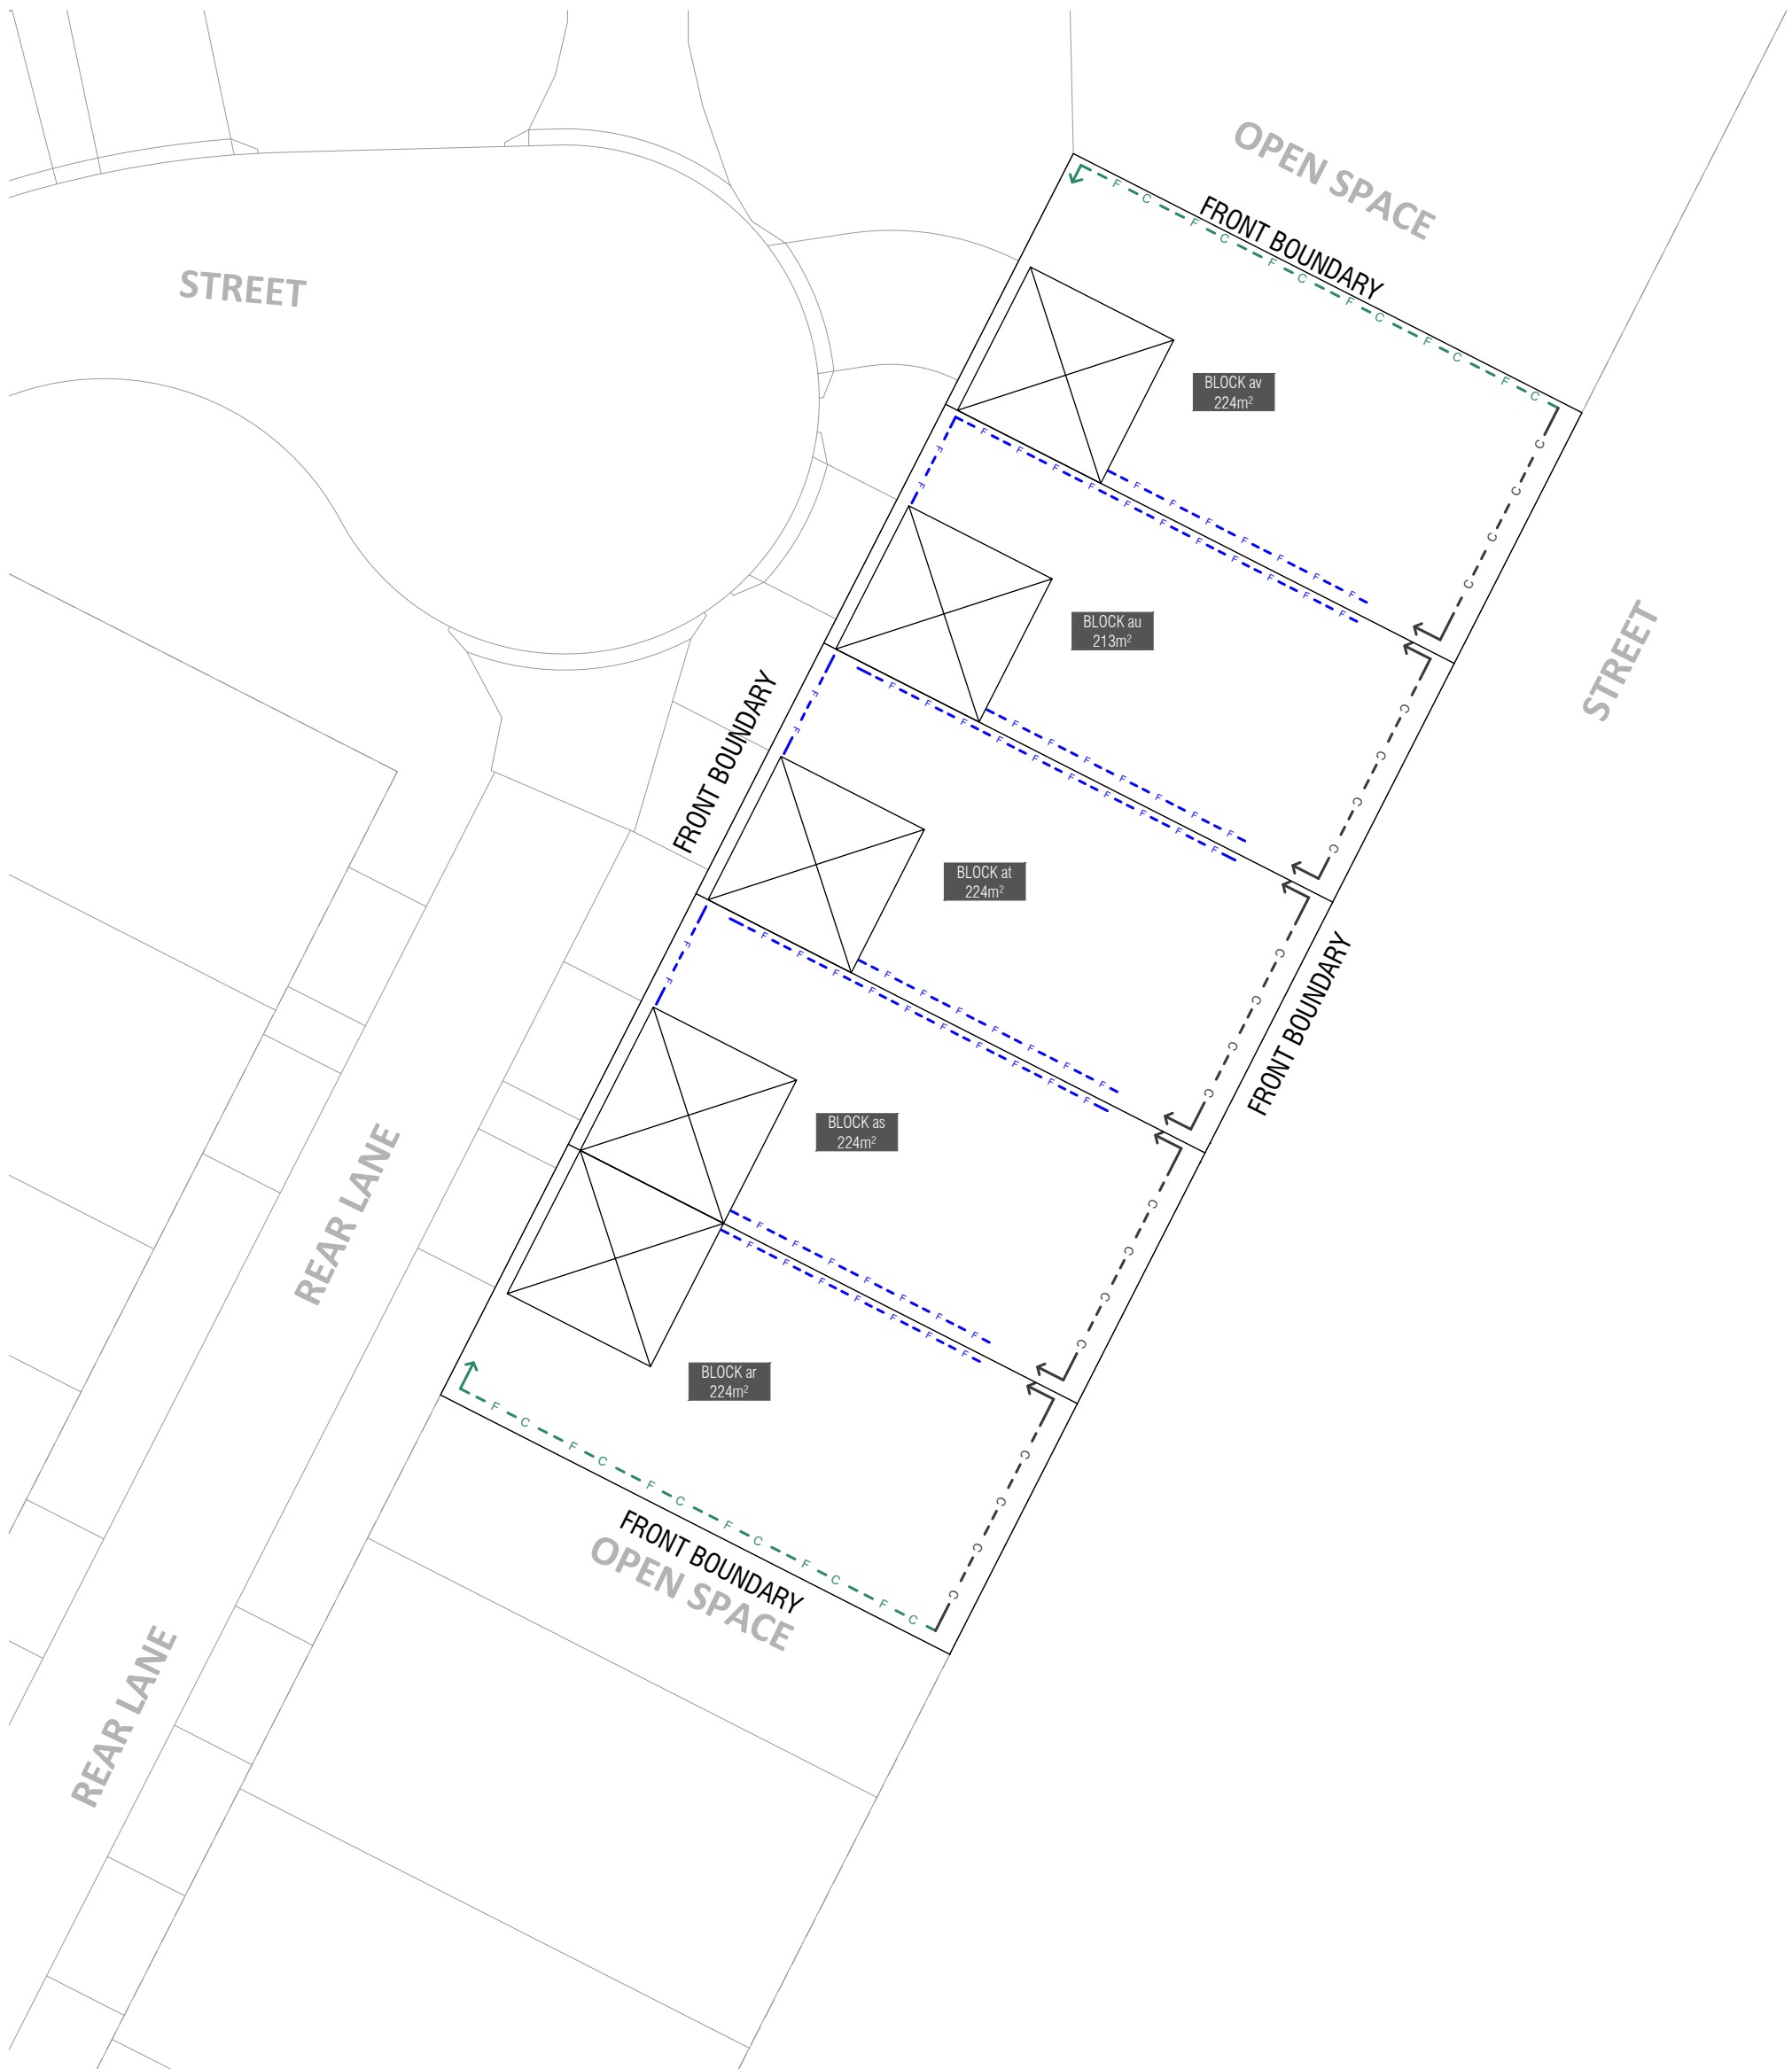 OPEN SPACE
FRONT BOUNDARY
STREET
BLOCK av
224m²
BLOCK au
213m²
STREET
FRONT BOUNDARY
BLOCK at
224m²
FRONT BOUNDARY
BLOCK as
224m²
REAR LANE
BLOCK ar
224m²
FRONT BOUNDARY
OPEN SPACE
REAR LANE